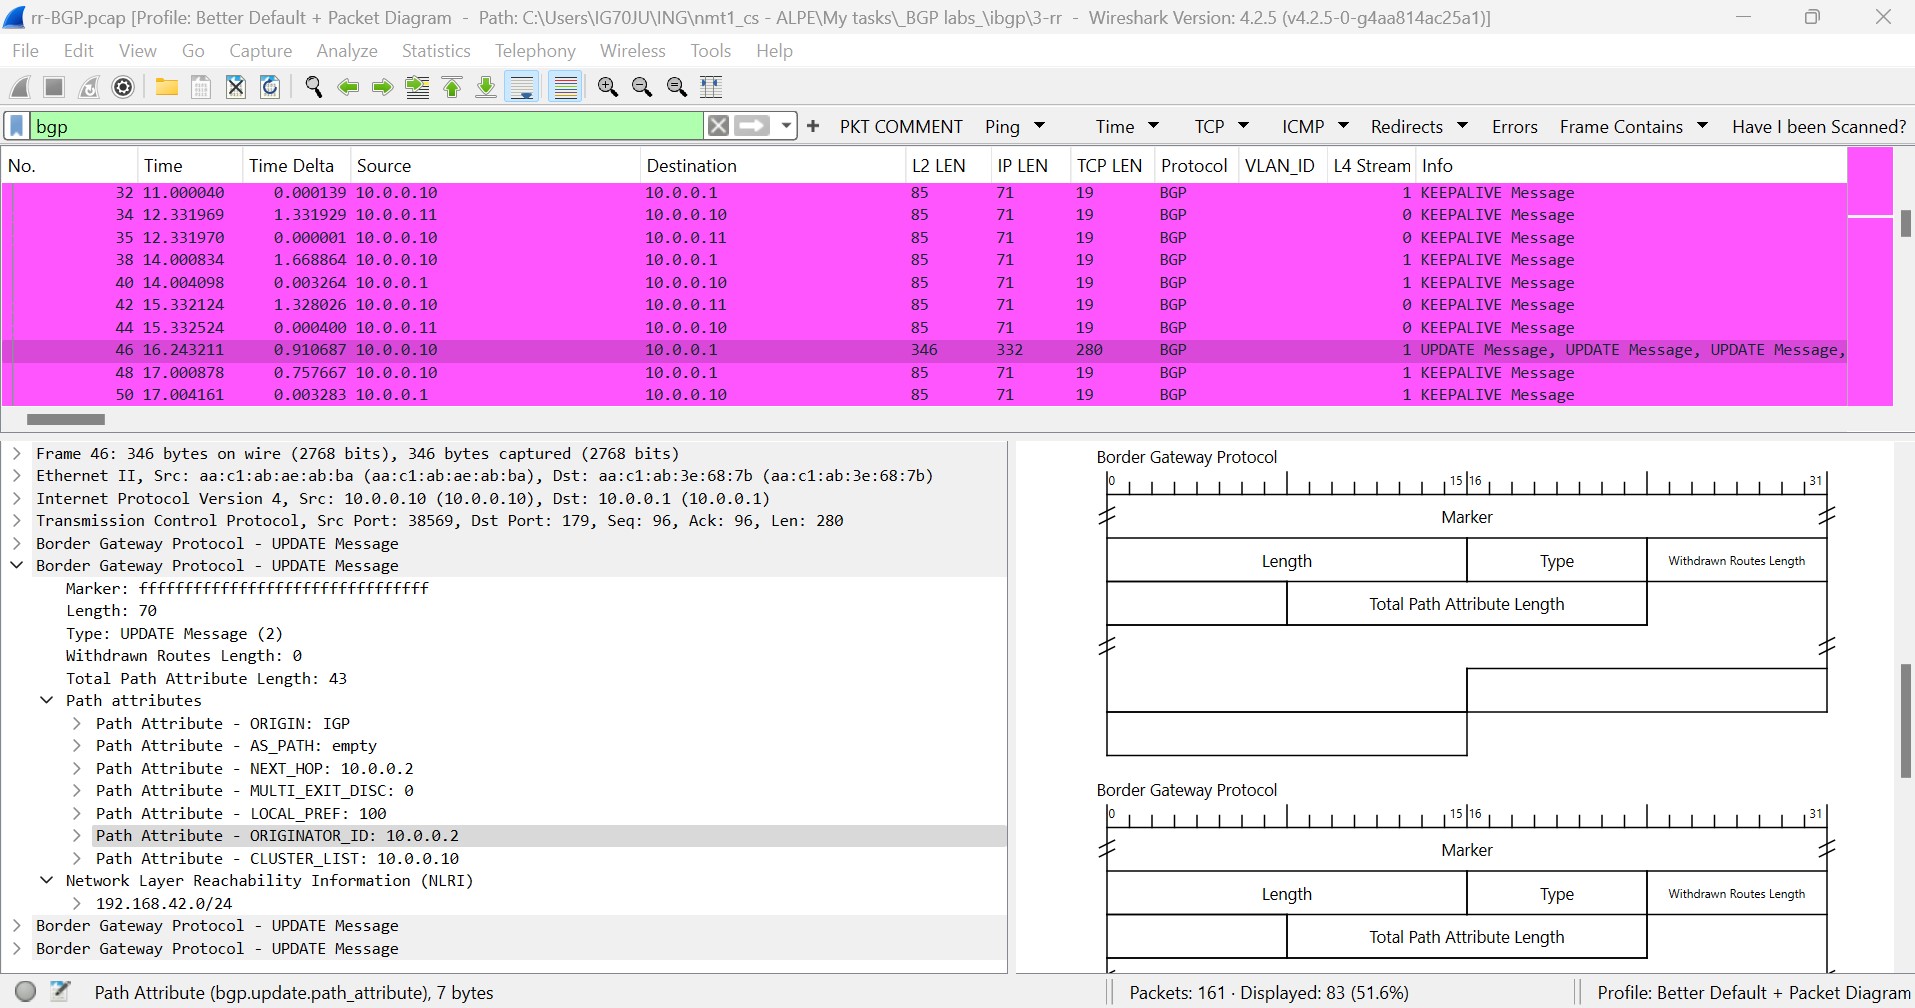 rr-BGP.pcap [Profile: Better Default + Packet Diagram - Path: C:\Users\IG70JU\ING\nmt1_cs - ALPE\My tasks\_BGP labs_\ibgp\3-rr - Wireshark Version: 4.2.5 (v4.2.5-0-g4aa814ac25a1)]
File Edit View Go Capture Analyze Statistics Telephony Wireless Tools Help
bgp + PKT COMMENT Ping Time TCP ICMP Redirects Errors Frame Contains Have I been Scanned?
No. Time Time Delta Source Destination L2 LEN IP LEN TCP LEN Protocol VLAN_ID L4 Stream Info
32 11.000040 0.000139 10.0.0.10 10.0.0.1 85 71 19 BGP 1 KEEPALIVE Message
34 12.331969 1.331929 10.0.0.11 10.0.0.10 85 71 19 BGP 0 KEEPALIVE Message
35 12.331970 0.000001 10.0.0.10 10.0.0.11 85 71 19 BGP 0 KEEPALIVE Message
38 14.000834 1.668864 10.0.0.10 10.0.0.1 85 71 19 BGP 1 KEEPALIVE Message
40 14.004098 0.003264 10.0.0.1 10.0.0.10 85 71 19 BGP 1 KEEPALIVE Message
42 15.332124 1.328026 10.0.0.10 10.0.0.11 85 71 19 BGP 0 KEEPALIVE Message
44 15.332524 0.000400 10.0.0.11 10.0.0.10 85 71 19 BGP 0 KEEPALIVE Message
46 16.243211 0.910687 10.0.0.10 10.0.0.1 346 332 280 BGP 1 UPDATE Message, UPDATE Message, UPDATE Message,
48 17.000878 0.757667 10.0.0.10 10.0.0.1 85 71 19 BGP 1 KEEPALIVE Message
50 17.004161 0.003283 10.0.0.1 10.0.0.10 85 71 19 BGP 1 KEEPALIVE Message
Frame 46: 346 bytes on wire (2768 bits), 346 bytes captured (2768 bits)
Ethernet II, Src: aa:c1:ab:ae:ab:ba (aa:c1:ab:ae:ab:ba), Dst: aa:c1:ab:3e:68:7b (aa:c1:ab:3e:68:7b)
Internet Protocol Version 4, Src: 10.0.0.10 (10.0.0.10), Dst: 10.0.0.1 (10.0.0.1)
Transmission Control Protocol, Src Port: 38569, Dst Port: 179, Seq: 96, Ack: 96, Len: 280
Border Gateway Protocol - UPDATE Message
Border Gateway Protocol - UPDATE Message
Marker: ffffffffffffffffffffffffffffffff
Length: 70
Type: UPDATE Message (2)
Withdrawn Routes Length: 0
Total Path Attribute Length: 43
Path attributes
Path Attribute - ORIGIN: IGP
Path Attribute - AS_PATH: empty
Path Attribute - NEXT_HOP: 10.0.0.2
Path Attribute - MULTI_EXIT_DISC: 0
Path Attribute - LOCAL_PREF: 100
Path Attribute - ORIGINATOR_ID: 10.0.0.2
Path Attribute - CLUSTER_LIST: 10.0.0.10
Network Layer Reachability Information (NLRI)
192.168.42.0/24
Border Gateway Protocol - UPDATE Message
Border Gateway Protocol - UPDATE Message
Border Gateway Protocol
0 15 16 31
Marker
Length Type Withdrawn Routes Length
Total Path Attribute Length
Border Gateway Protocol
0 15 16 31
Marker
Length Type Withdrawn Routes Length
Total Path Attribute Length
Path Attribute (bgp.update.path_attribute), 7 bytes
Packets: 161 · Displayed: 83 (51.6%)
Profile: Better Default + Packet Diagram